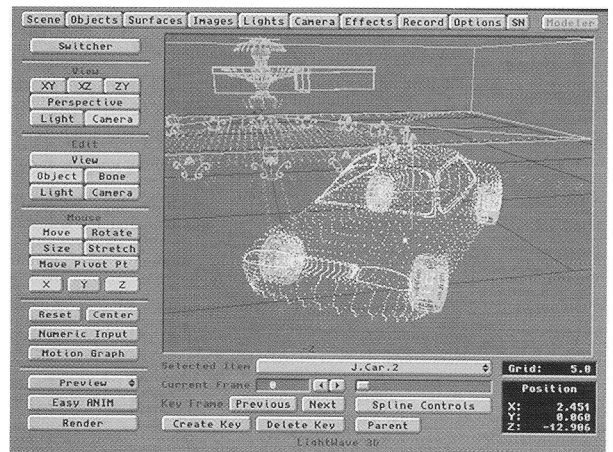 Scene Objects Surfaces Images Lights Camera Effects Record Options SN Modeler
Switcher
View
XY XZ ZY
Perspective
Light Camera
Edit
View
Object Bone
Light Camera
Mouse
Move Rotate
Size Stretch
Move Pivot Pt
X Y Z
Reset Center
Numeric Input
Motion Graph
Preview
Easy ANIM
Render
-Z
Selected Item J.Car.2
Current Frame 0
Key Frame Previous Next Spline Controls
Create Key Delete Key Parent
LightWave 3D
Grid: 5.0
Position
X: 2.451
Y: 0.060
Z: -12.906